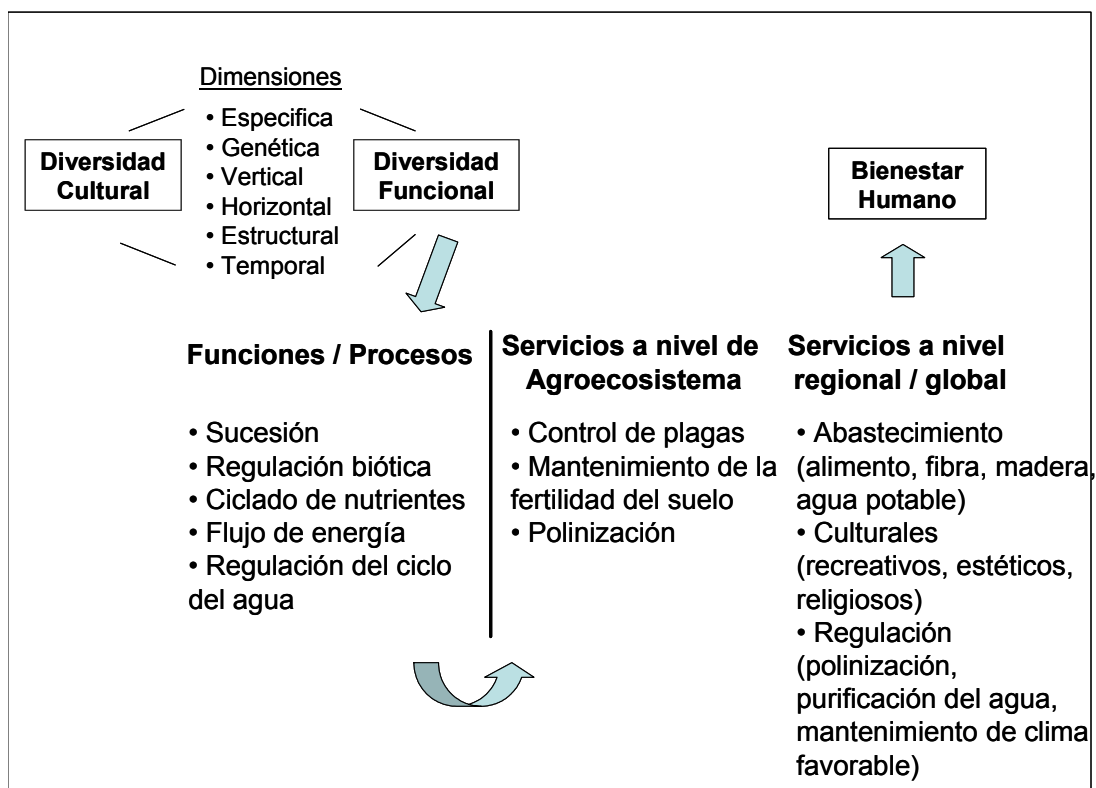 Dimensiones
• Especifica
• Genética
• Vertical
• Horizontal
• Estructural
• Temporal
Diversidad
Cultural
Diversidad
Funcional
Bienestar
Humano
Funciones / Procesos
• Sucesión
• Regulación biótica
• Ciclado de nutrientes
• Flujo de energía
• Regulación del ciclo
del agua
Servicios a nivel de
Agroecosistema
• Control de plagas
• Mantenimiento de la
fertilidad del suelo
• Polinización
Servicios a nivel
regional / global
• Abastecimiento
(alimento, fibra, madera,
agua potable)
• Culturales
(recreativos, estéticos,
religiosos)
• Regulación
(polinización,
purificación del agua,
mantenimiento de clima
favorable)